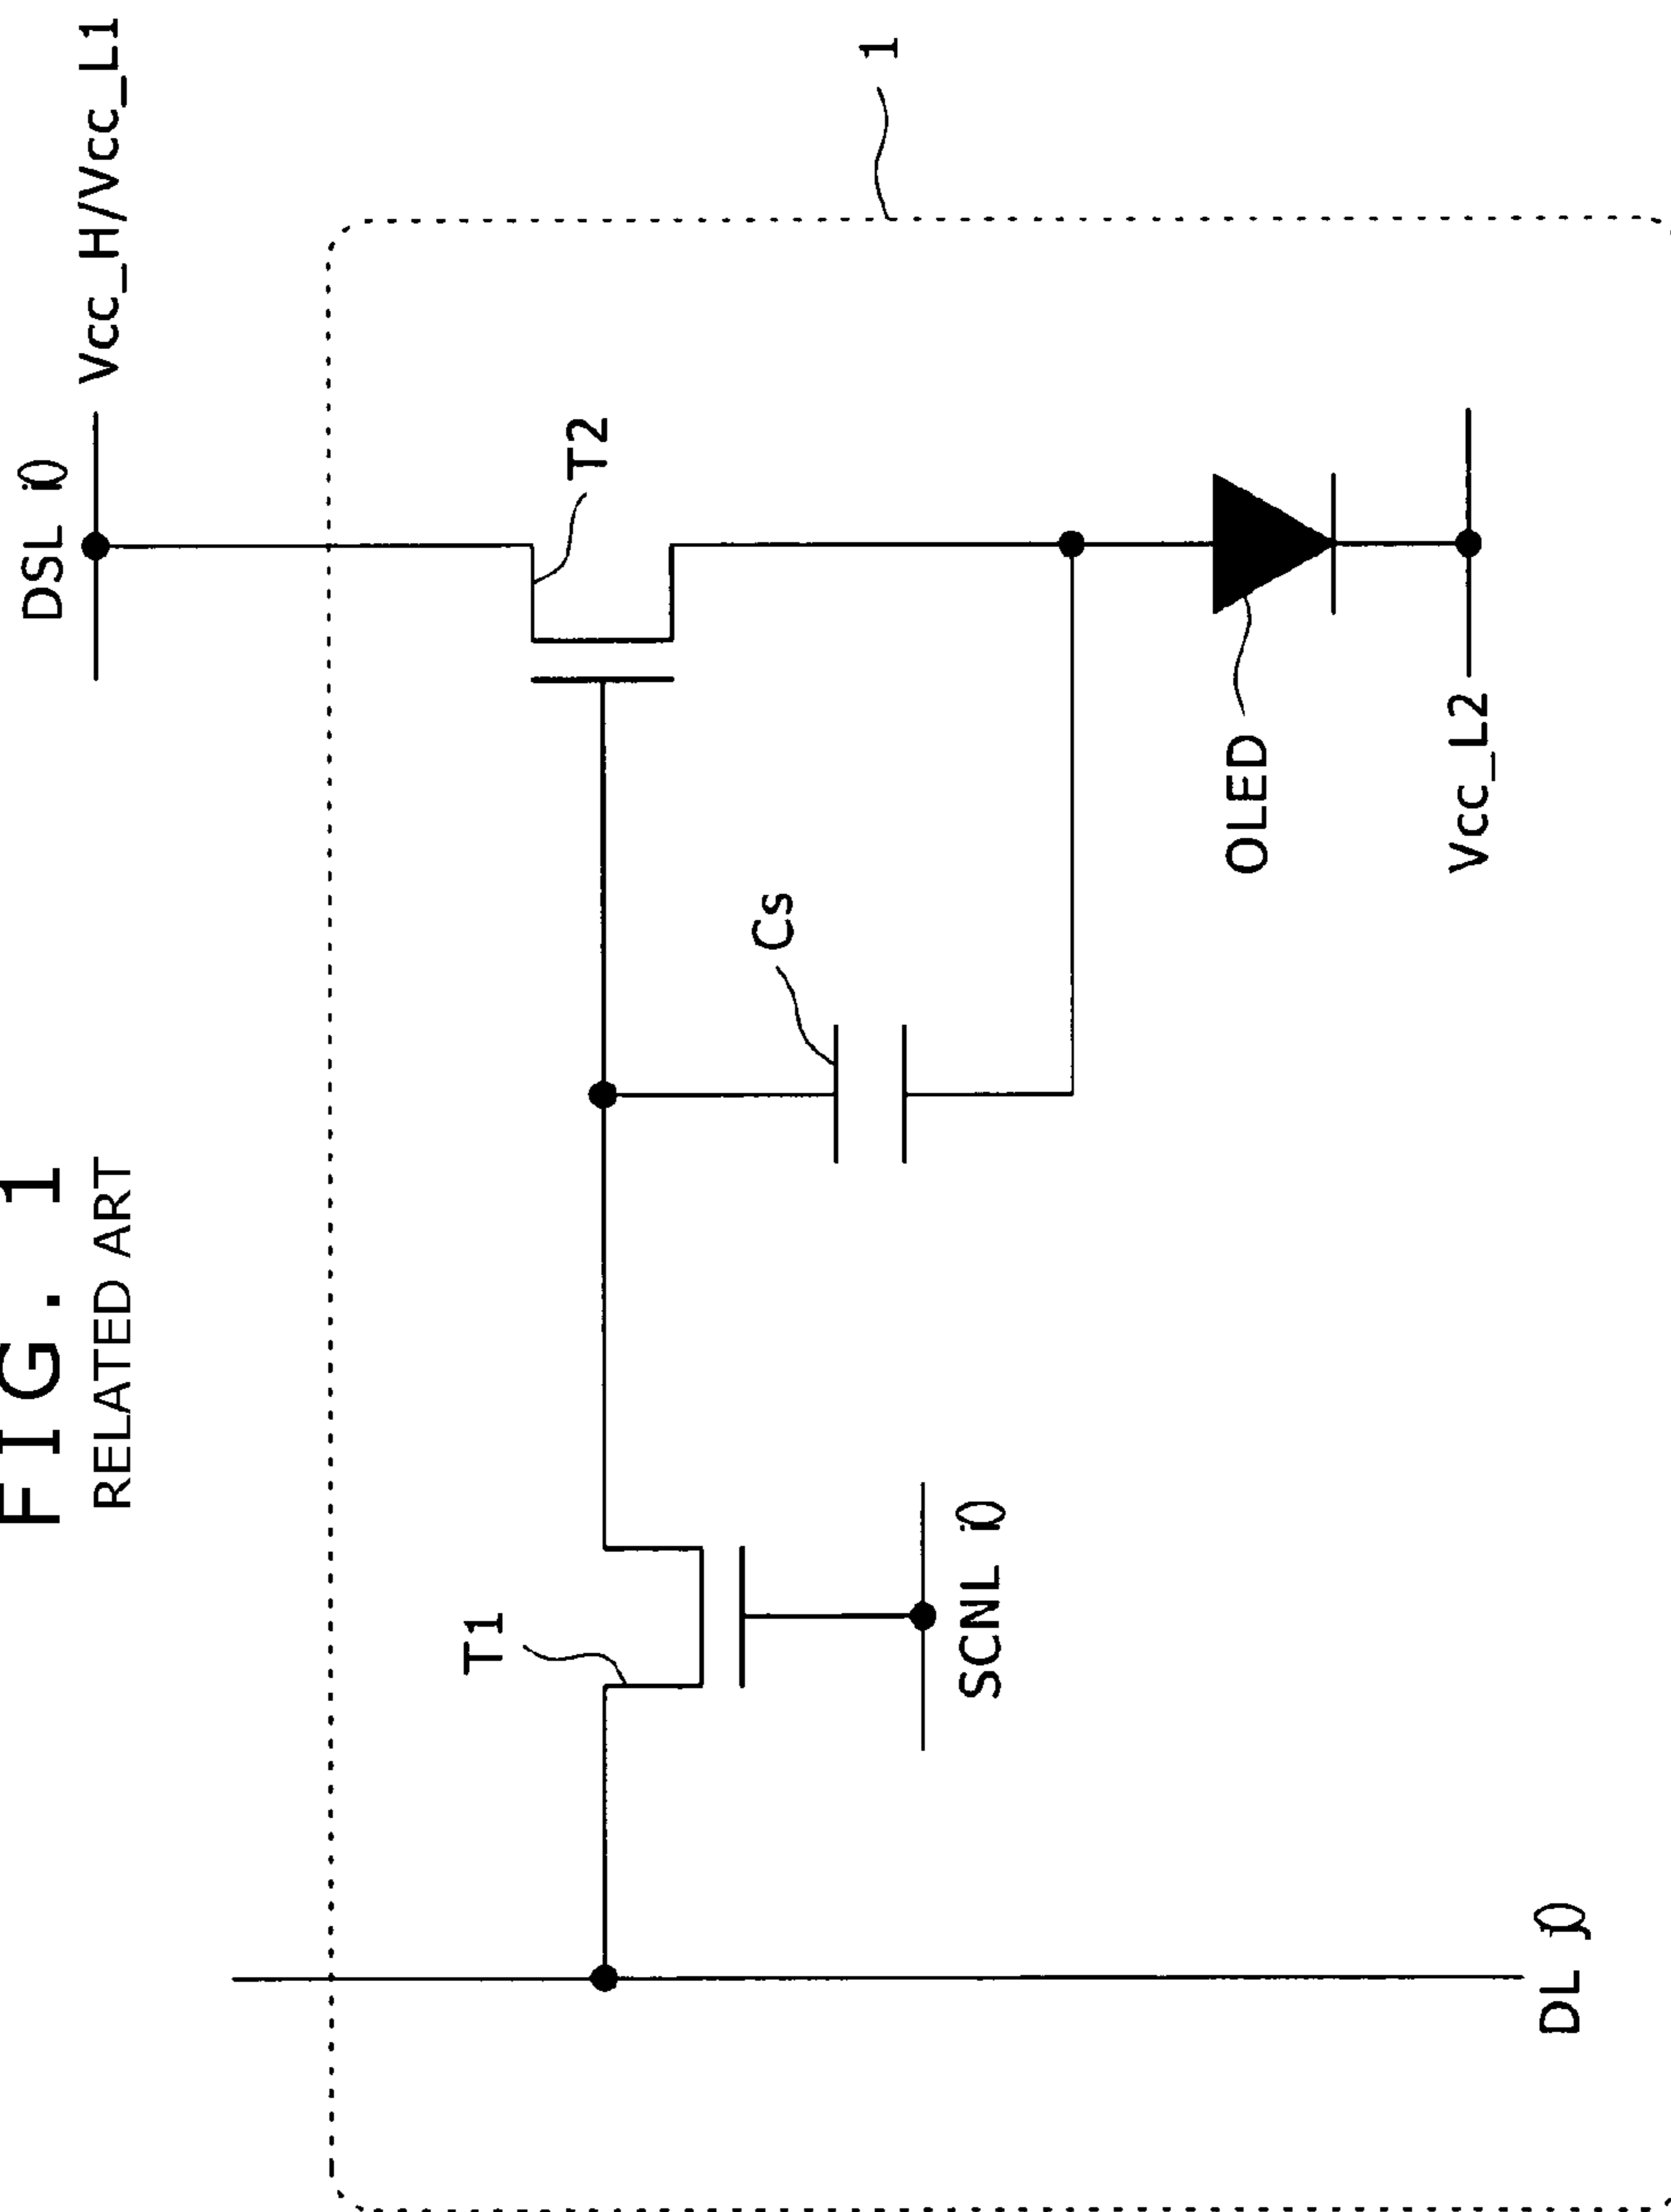 FIG. 1
RELATED ART
DSL (i)
Vcc_H/Vcc_L1
1
T2
T1
Cs
SCNL (i)
OLED
Vcc_L2
DL (j)